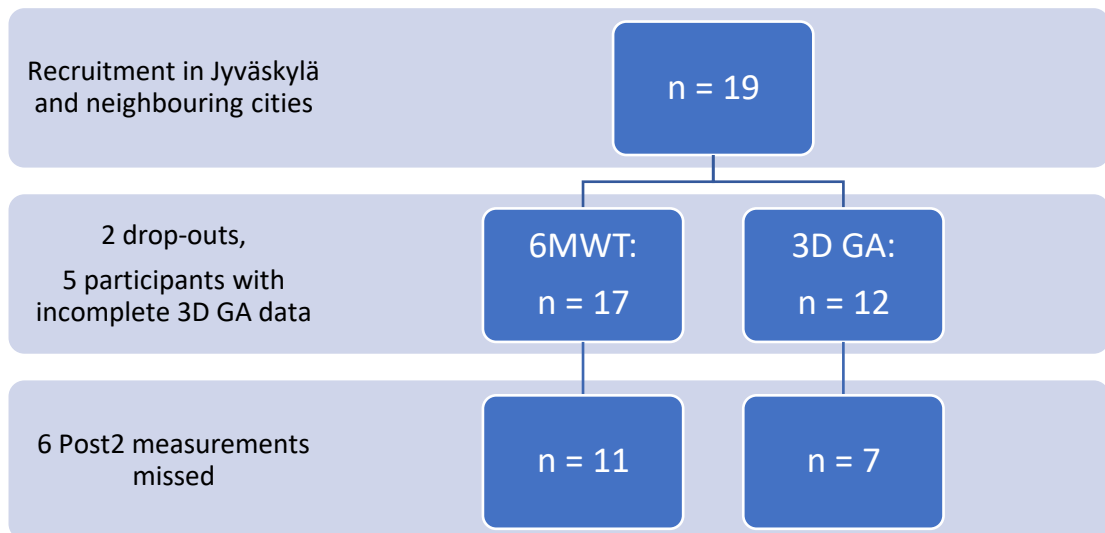 Recruitment in Jyväskylä
and neighbouring cities
n = 19
2 drop-outs,
5 participants with
incomplete 3D GA data
6MWT:
n = 17
3D GA:
n = 12
6 Post2 measurements
missed
n = 11
n = 7